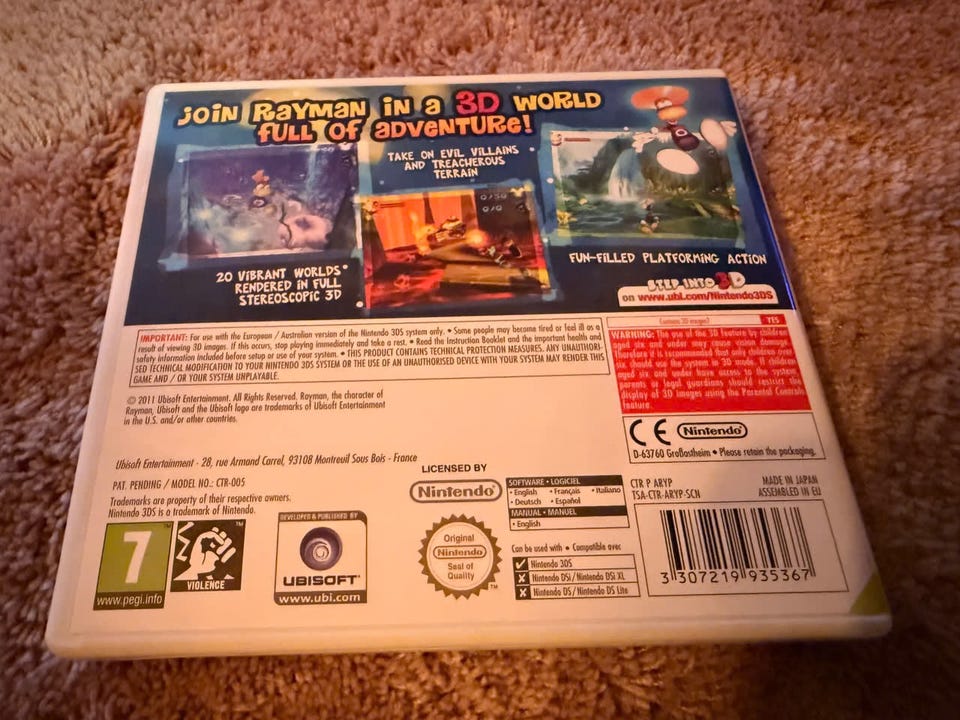 JOIN RAYMAN IN A 3D WORLD
FULL OF ADVENTURE!
TAKE ON EVIL VILLAINS
AND TREACHEROUS
TERRAIN
0/50
0/0
20 VIBRANT WORLDS*
RENDERED IN FULL
STEREOSCOPIC 3D
FUN-FILLED PLATFORMING ACTION
STEP INTO 3D
on www.ubi.com/Nintendo3DS
IMPORTANT: For use with the European / Australian version of the Nintendo 3DS system only. • Some people may become tired or feel ill as a
result of viewing 3D images. If this occurs, stop playing immediately and take a rest. • Read the Instruction Booklet and the important health and
safety information included before setup or use of your system. • THIS PRODUCT CONTAINS TECHNICAL PROTECTION MEASURES. ANY UNAUTHORI-
SED TECHNICAL MODIFICATION TO YOUR NINTENDO 3DS SYSTEM OR THE USE OF AN UNAUTHORISED DEVICE WITH YOUR SYSTEM MAY RENDER THIS
GAME AND / OR YOUR SYSTEM UNPLAYABLE.
Contains 3D images? YES
WARNING: The use of the 3D feature by children
aged six and under may cause vision damage.
Therefore it is recommended that only children over
six should use the system in 3D mode. If children
aged six and under have access to the system,
parents or legal guardians should restrict the
display of 3D images using the Parental Controls
feature.
© 2011 Ubisoft Entertainment. All Rights Reserved. Rayman, the character of
Rayman, Ubisoft and the Ubisoft logo are trademarks of Ubisoft Entertainment
in the U.S. and/or other countries.
CE Nintendo
D-63760 Großostheim • Please retain the packaging.
Ubisoft Entertainment - 28, rue Armand Carrel, 93108 Montreuil Sous Bois - France
PAT. PENDING / MODEL NO.: CTR-005
Trademarks are property of their respective owners.
Nintendo 3DS is a trademark of Nintendo.
LICENSED BY
Nintendo
SOFTWARE • LOGICIEL
• English • Français • Italiano
• Deutsch • Español
MANUAL • MANUEL
• English
CTR P ARYP
TSA-CTR-ARYP-SCN
MADE IN JAPAN
ASSEMBLED IN EU
7
www.pegi.info
VIOLENCE
TM
DEVELOPED & PUBLISHED BY
UBISOFT
www.ubi.com
Original
Nintendo
Seal of
Quality
TM
Can be used with • Compatible avec
Nintendo 3DS
Nintendo DSi / Nintendo DSi XL
Nintendo DS / Nintendo DS Lite
3 307219 935367